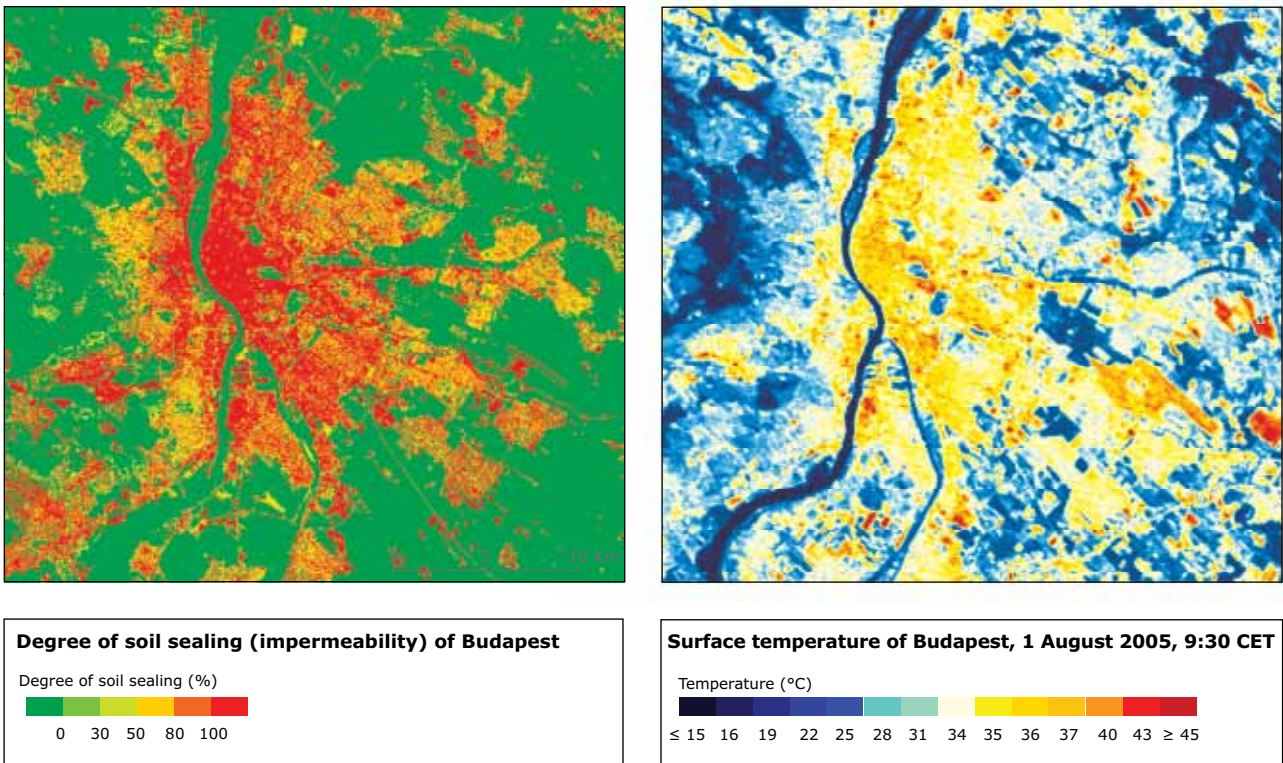 10 Km
Degree of soil sealing (impermeability) of Budapest
Degree of soil sealing (%)
0 30 50 80 100
Surface temperature of Budapest, 1 August 2005, 9:30 CET
Temperature (°C)
≤ 15 16 19 22 25 28 31 34 35 36 37 40 43 ≥ 45